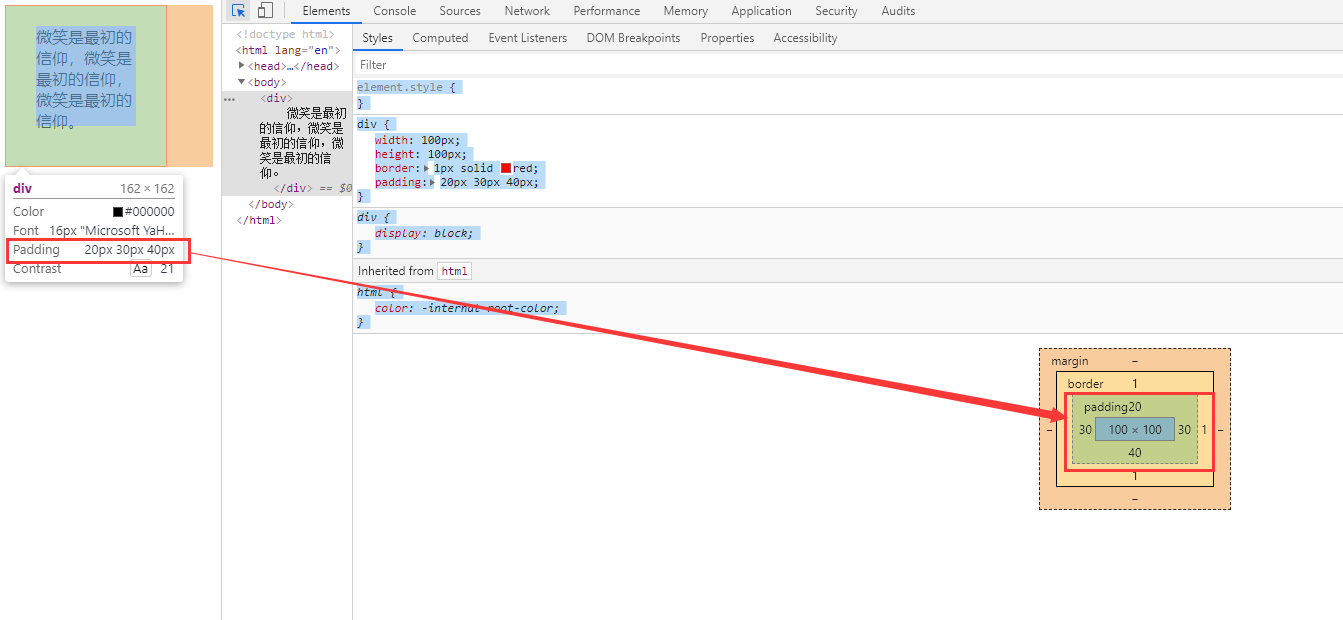 微笑是最初的
信仰，微笑是
最初的信仰，
微笑是最初的
信仰。
div 162 × 162
Color #000000
Font 16px "Microsoft YaH...
Padding 20px 30px 40px
Contrast Aa 21
Elements Console Sources Network Performance Memory Application Security Audits
<!doctype html>
<html lang="en">
<head>…</head>
<body>
<div>
微笑是最初
的信仰，微笑是
最初的信仰，微
笑是最初的信
仰。
</div> == $0
</body>
</html>
Styles Computed Event Listeners DOM Breakpoints Properties Accessibility
Filter
element.style {
}
div {
width: 100px;
height: 100px;
border: 1px solid red;
padding: 20px 30px 40px;
}
div {
display: block;
}
Inherited from html
html {
color: -internal-root-color;
}
margin –
border 1
padding20
– 1 30 100 × 100 30 1 –
40
1
–